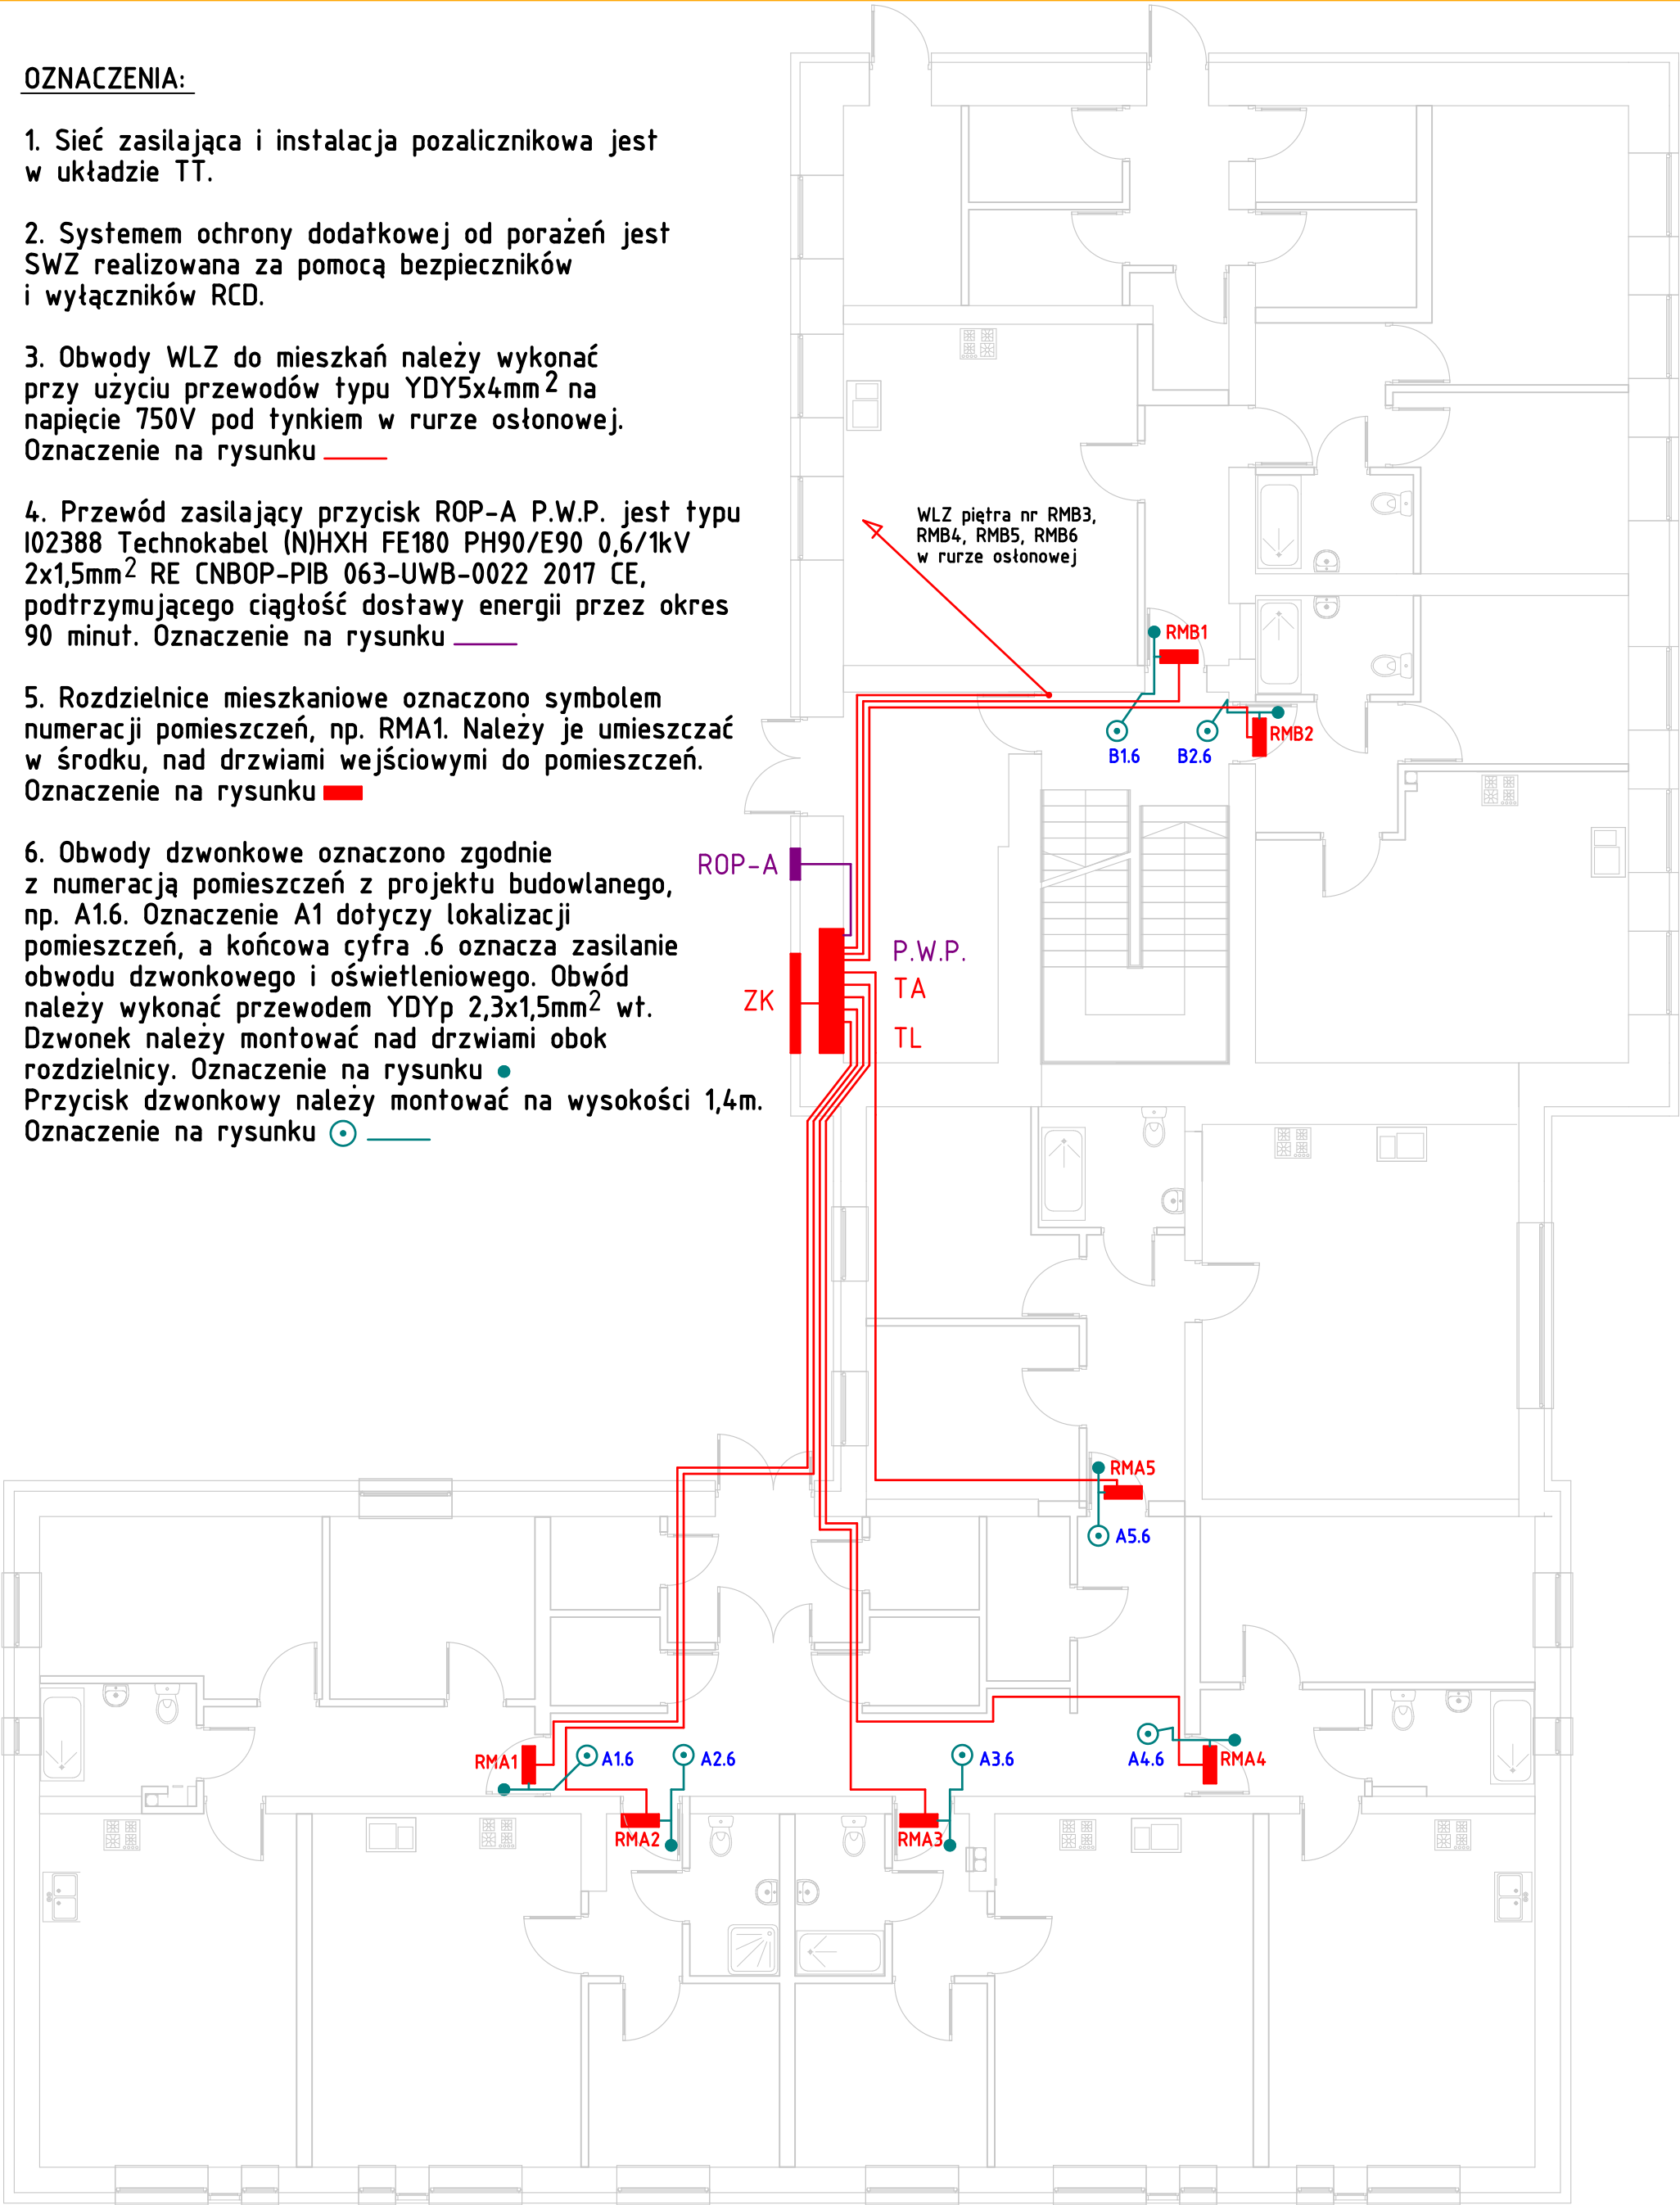 OZNACZENIA:
1. Sieć zasilająca i instalacja pozalicznikowa jest
w układzie TT.
2. Systemem ochrony dodatkowej od porażeń jest
SWZ realizowana za pomocą bezpieczników
i wyłączników RCD.
3. Obwody WLZ do mieszkań należy wykonać
przy użyciu przewodów typu YDY5x4mm² na
napięcie 750V pod tynkiem w rurze osłonowej.
Oznaczenie na rysunku
4. Przewód zasilający przycisk ROP-A P.W.P. jest typu
I02388 Technokabel (N)HXH FE180 PH90/E90 0,6/1kV
2x1,5mm² RE CNBOP-PIB 063-UWB-0022 2017 CE,
podtrzymującego ciągłość dostawy energii przez okres
90 minut. Oznaczenie na rysunku
5. Rozdzielnice mieszkaniowe oznaczono symbolem
numeracji pomieszczeń, np. RMA1. Należy je umieszczać
w środku, nad drzwiami wejściowymi do pomieszczeń.
Oznaczenie na rysunku
6. Obwody dzwonkowe oznaczono zgodnie
z numeracją pomieszczeń z projektu budowlanego,
np. A1.6. Oznaczenie A1 dotyczy lokalizacji
pomieszczeń, a końcowa cyfra .6 oznacza zasilanie
obwodu dzwonkowego i oświetleniowego. Obwód
należy wykonać przewodem YDYp 2,3x1,5mm² wt.
Dzwonek należy montować nad drzwiami obok
rozdzielnicy. Oznaczenie na rysunku
Przycisk dzwonkowy należy montować na wysokości 1,4m.
Oznaczenie na rysunku
WLZ piętra nr RMB3,
RMB4, RMB5, RMB6
w rurze osłonowej
RMB1
RMB2
B1.6
B2.6
ROP-A
P.W.P.
TA
ZK
TL
RMA5
A5.6
RMA1
A1.6
A2.6
A3.6
A4.6
RMA4
RMA2
RMA3